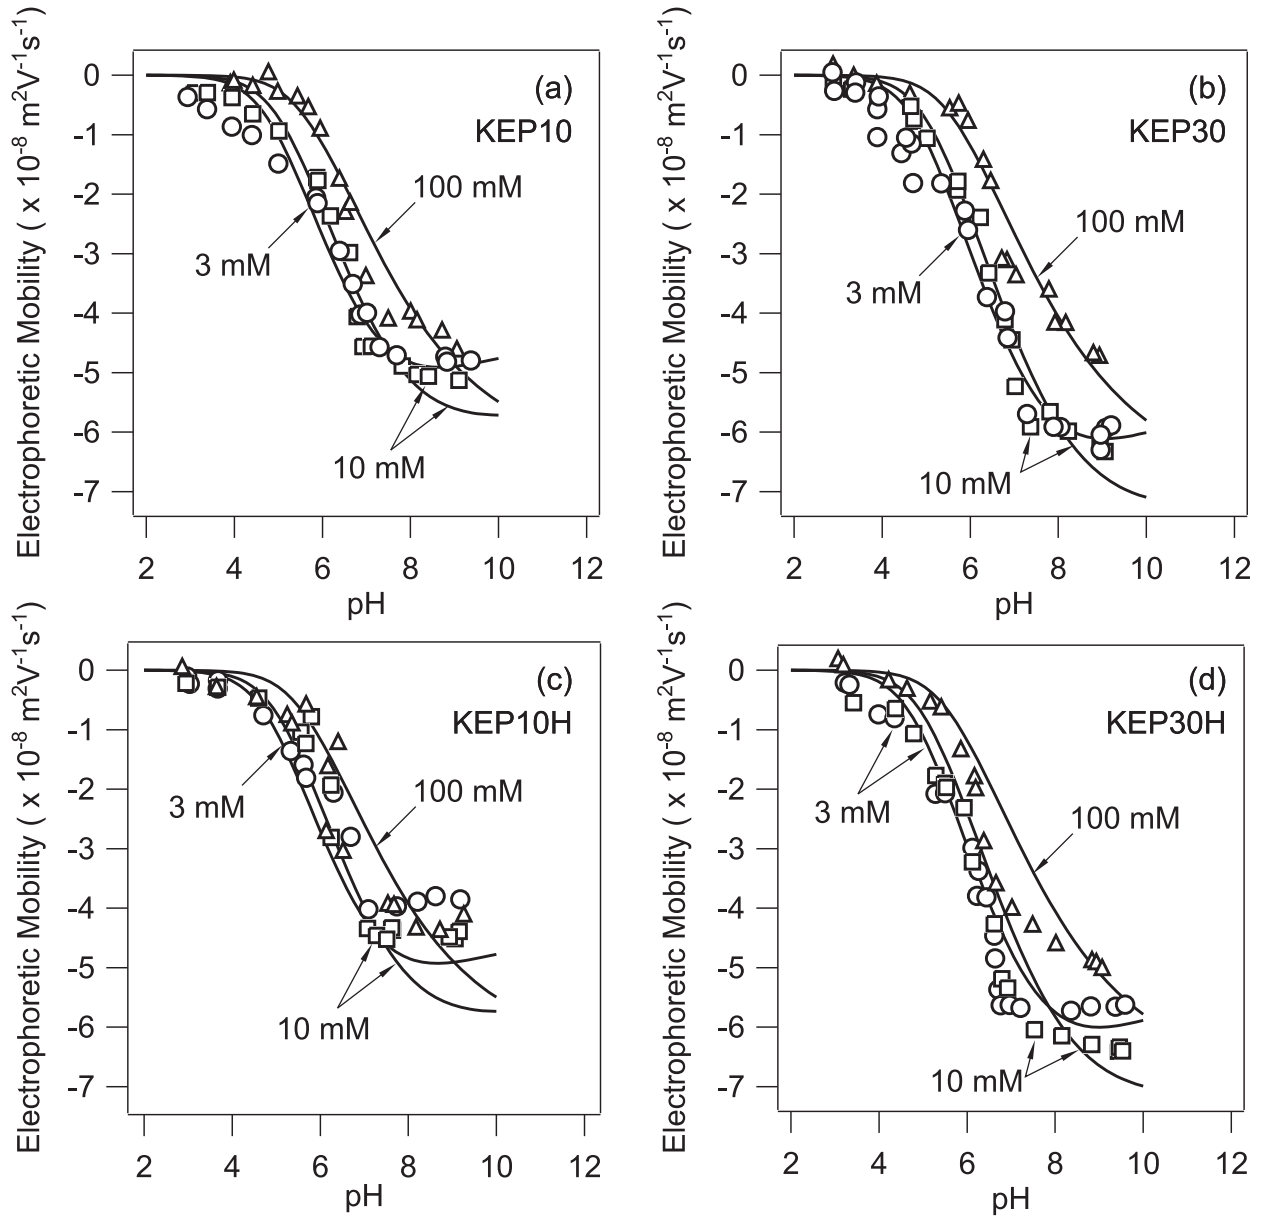 Electrophoretic Mobility ( x 10⁻⁸ m²V⁻¹s⁻¹)
0
-1
-2
-3
-4
-5
-6
-7
(a)
KEP10
100 mM
3 mM
10 mM
2 4 6 8 10 12
pH
Electrophoretic Mobility ( x 10⁻⁸ m²V⁻¹s⁻¹)
0
-1
-2
-3
-4
-5
-6
-7
(b)
KEP30
100 mM
3 mM
10 mM
2 4 6 8 10 12
pH
Electrophoretic Mobility ( x 10⁻⁸ m²V⁻¹s⁻¹)
0
-1
-2
-3
-4
-5
-6
-7
(c)
KEP10H
100 mM
3 mM
10 mM
2 4 6 8 10 12
pH
Electrophoretic Mobility ( x 10⁻⁸ m²V⁻¹s⁻¹)
0
-1
-2
-3
-4
-5
-6
-7
(d)
KEP30H
3 mM
100 mM
10 mM
2 4 6 8 10 12
pH